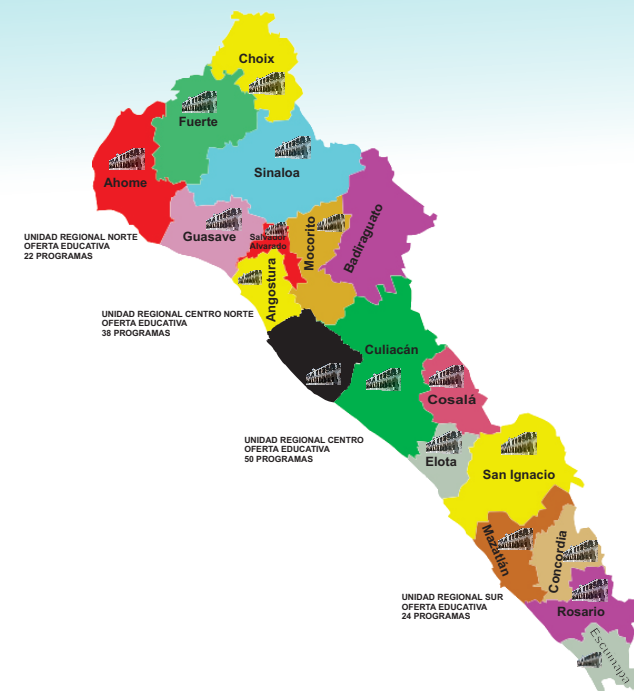 Choix
Fuerte
Sinaloa
Ahome
Guasave
Salvador
Alvarado
Mocorito
Badiraguato
UNIDAD REGIONAL NORTE
OFERTA EDUCATIVA
22 PROGRAMAS
Angostura
UNIDAD REGIONAL CENTRO NORTE
OFERTA EDUCATIVA
38 PROGRAMAS
Culiacán
Cosalá
UNIDAD REGIONAL CENTRO
OFERTA EDUCATIVA
50 PROGRAMAS
Elota
San Ignacio
Mazatlán
Concordia
UNIDAD REGIONAL SUR
OFERTA EDUCATIVA
24 PROGRAMAS
Rosario
Escuinapa